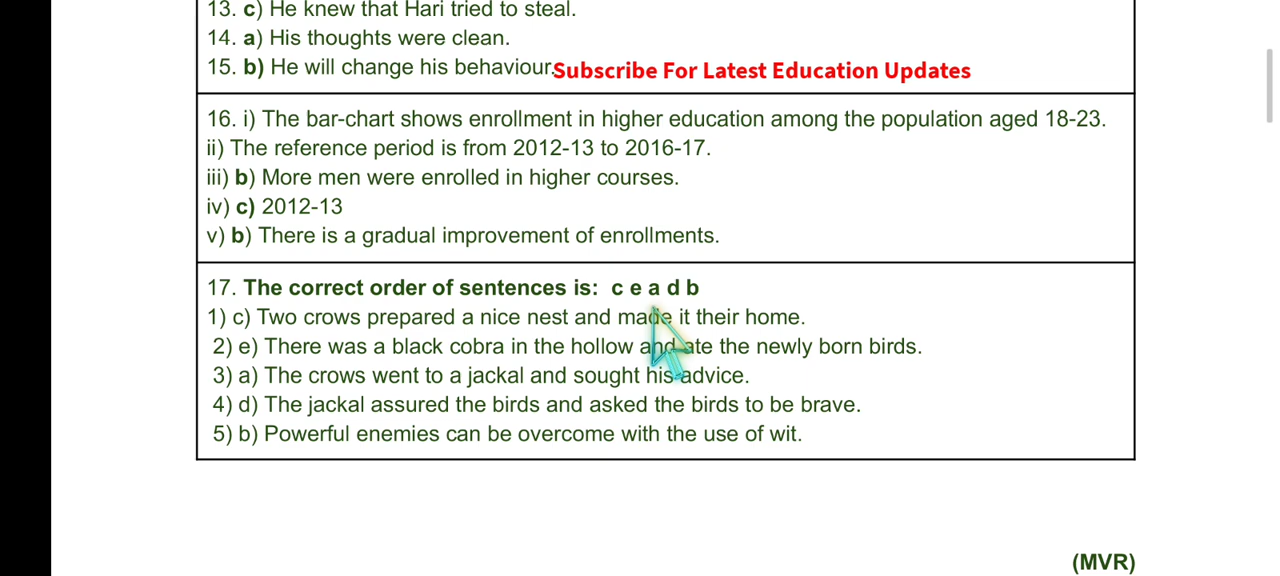 13. c) He knew that Hari tried to steal.
14. a) His thoughts were clean.
15. b) He will change his behaviour.
Subscribe For Latest Education Updates
16. i) The bar-chart shows enrollment in higher education among the population aged 18-23.
ii) The reference period is from 2012-13 to 2016-17.
iii) b) More men were enrolled in higher courses.
iv) c) 2012-13
v) b) There is a gradual improvement of enrollments.
17. The correct order of sentences is: c e a d b
1) c) Two crows prepared a nice nest and made it their home.
2) e) There was a black cobra in the hollow and ate the newly born birds.
3) a) The crows went to a jackal and sought his advice.
4) d) The jackal assured the birds and asked the birds to be brave.
5) b) Powerful enemies can be overcome with the use of wit.
(MVR)